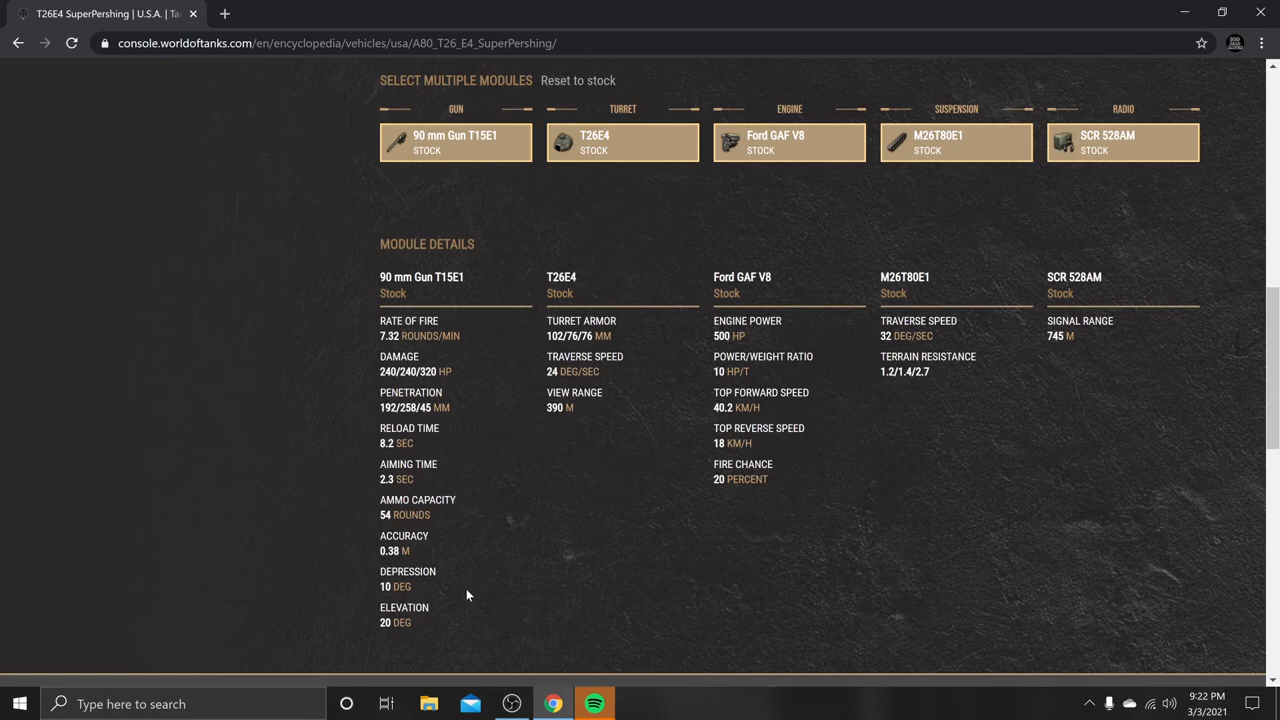 T26E4 SuperPershing | U.S.A. | Ta
console.worldoftanks.com/en/encyclopedia/vehicles/usa/A80_T26_E4_SuperPershing/
SELECT MULTIPLE MODULES Reset to stock
GUN TURRET ENGINE SUSPENSION RADIO
90 mm Gun T15E1 T26E4 Ford GAF V8 M26T80E1 SCR 528AM
STOCK STOCK STOCK STOCK STOCK
MODULE DETAILS
90 mm Gun T15E1 T26E4 Ford GAF V8 M26T80E1 SCR 528AM
Stock Stock Stock Stock Stock
RATE OF FIRE TURRET ARMOR ENGINE POWER TRAVERSE SPEED SIGNAL RANGE
7.32 ROUNDS/MIN 102/76/76 MM 500 HP 32 DEG/SEC 745 M
DAMAGE TRAVERSE SPEED POWER/WEIGHT RATIO TERRAIN RESISTANCE
240/240/320 HP 24 DEG/SEC 10 HP/T 1.2/1.4/2.7
PENETRATION VIEW RANGE TOP FORWARD SPEED
192/258/45 MM 390 M 40.2 KM/H
RELOAD TIME TOP REVERSE SPEED
8.2 SEC 18 KM/H
AIMING TIME FIRE CHANCE
2.3 SEC 20 PERCENT
AMMO CAPACITY
54 ROUNDS
ACCURACY
0.38 M
DEPRESSION
10 DEG
ELEVATION
20 DEG
Type here to search
9:22 PM
3/3/2021